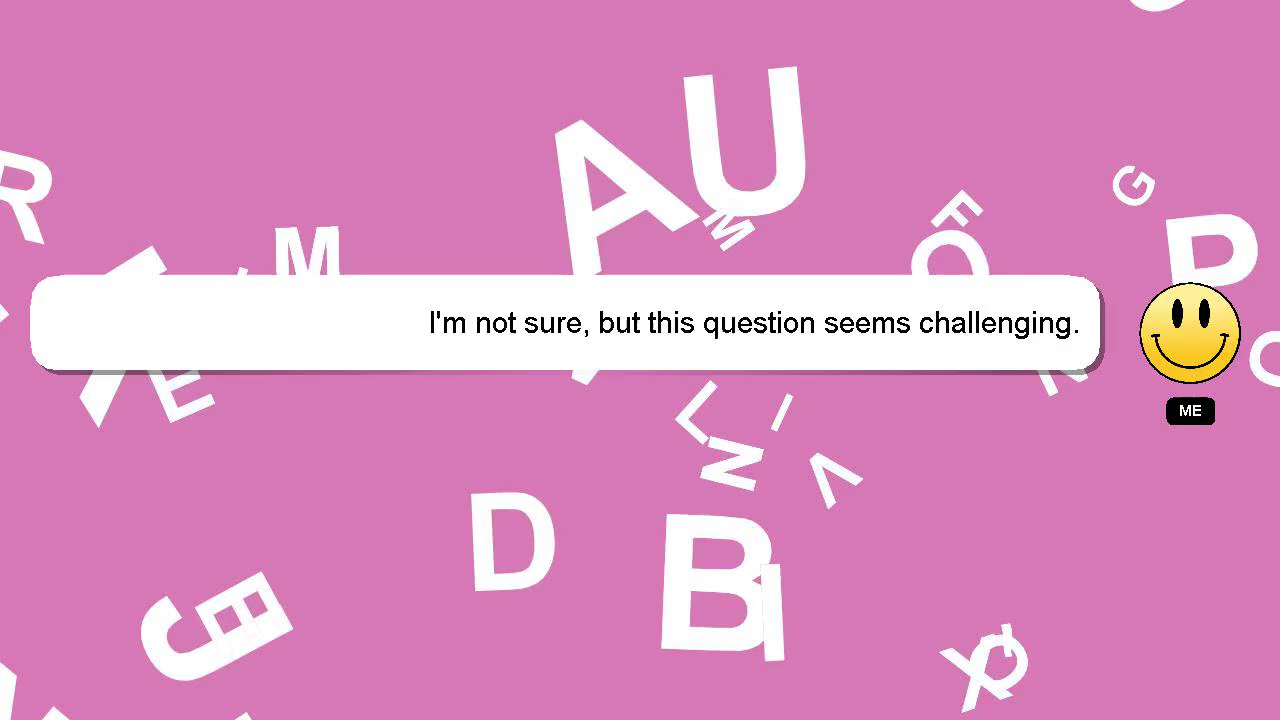 I'm not sure, but this question seems challenging.
ME
R
A
U
M
M
F
O
G
P
E
L
I
N
V
D
B
I
J
E
X
Q